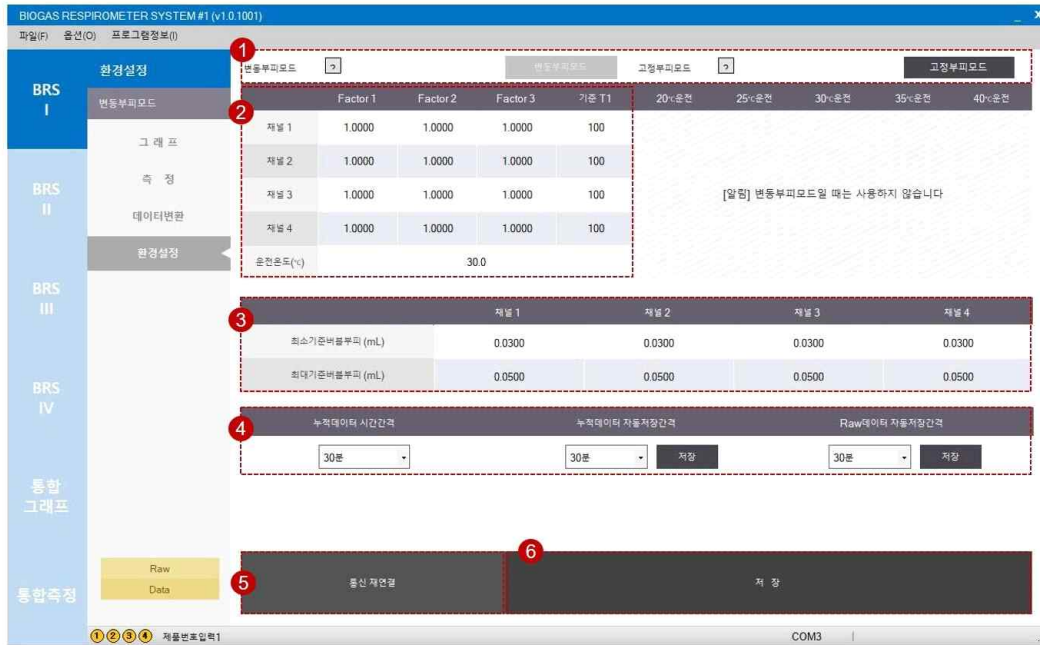 BIOGAS RESPIROMETER SYSTEM #1 (v1.0.1001)
파일(F) 옵션(O) 프로그램정보(I)
BRS
I
BRS
II
BRS
III
BRS
IV
통합
그래프
통합측정
환경설정
변동부피모드
그 래 프
측 정
데이터변환
환경설정
Raw
Data
1
변동부피모드 ? 변동부피모드 고정부피모드 ? 고정부피모드
2
Factor 1 Factor 2 Factor 3 기준 T1 20℃운전 25℃운전 30℃운전 35℃운전 40℃운전
채널 1 1.0000 1.0000 1.0000 100
채널 2 1.0000 1.0000 1.0000 100
채널 3 1.0000 1.0000 1.0000 100
채널 4 1.0000 1.0000 1.0000 100
운전온도(℃) 30.0
[알림] 변동부피모드일 때는 사용하지 않습니다
3
채널 1 채널 2 채널 3 채널 4
최소기준버블부피 (mL) 0.0300 0.0300 0.0300 0.0300
최대기준버블부피 (mL) 0.0500 0.0500 0.0500 0.0500
4
누적데이터 시간간격 누적데이터 자동저장간격 Raw데이터 자동저장간격
30분 30분 저장 30분 저장
5
통신 재연결
6
저 장
1 2 3 4 제품번호입력1 COM3